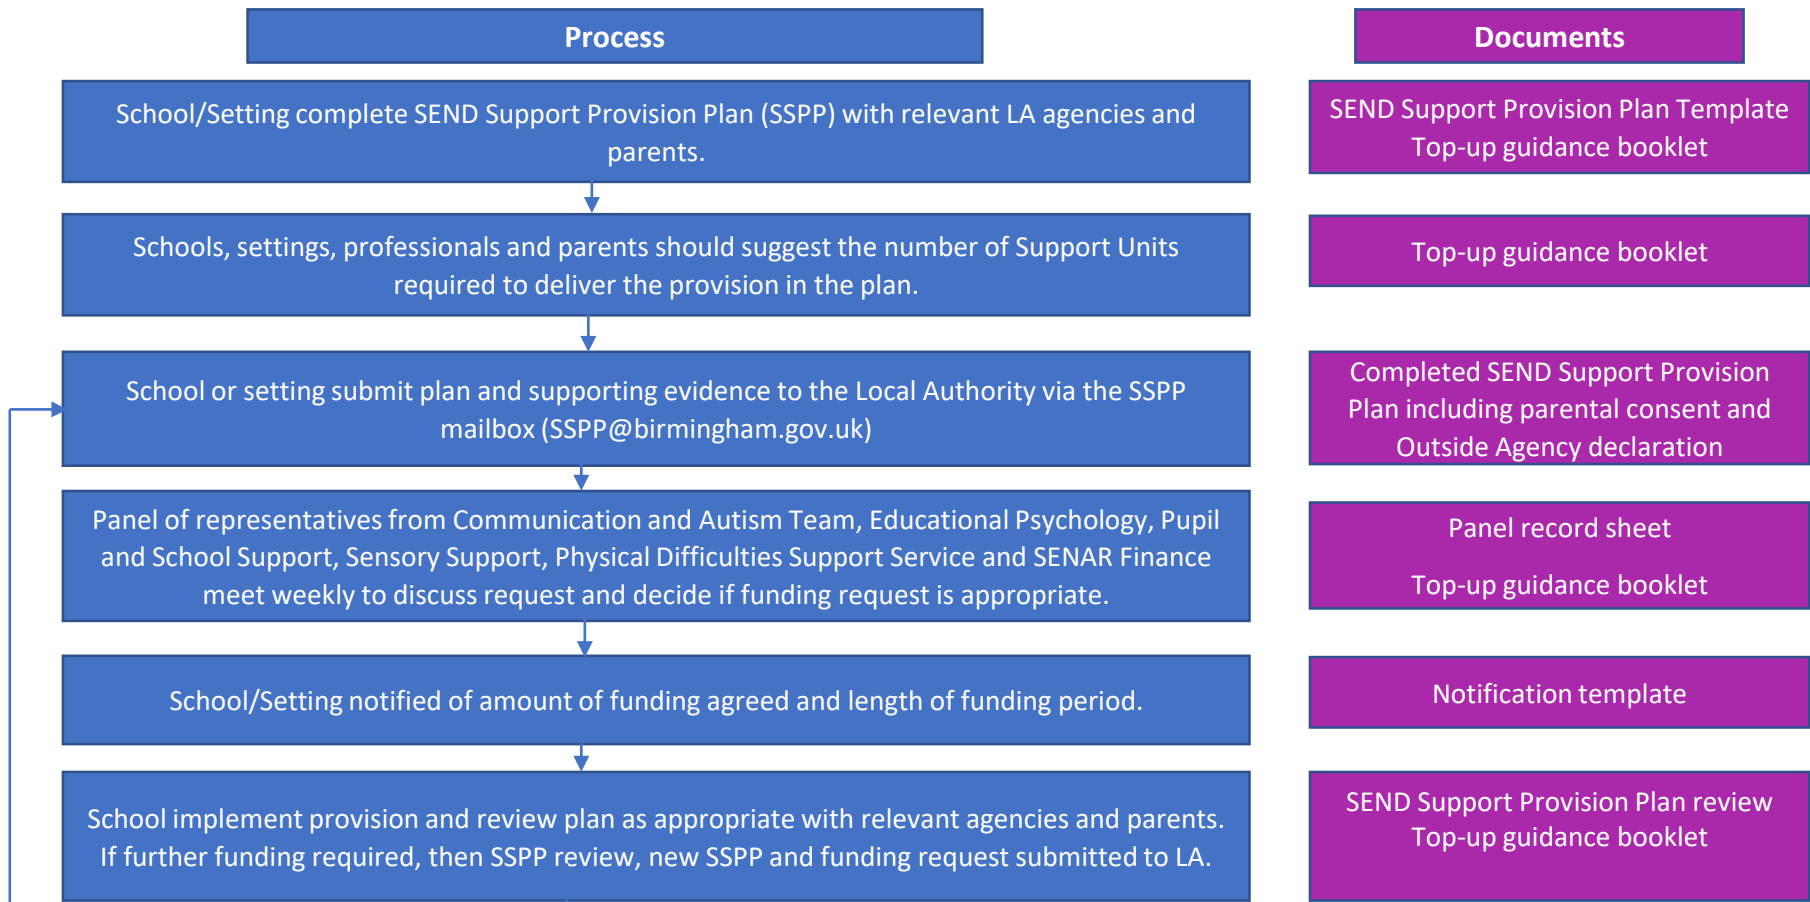 Process
Documents
School/Setting complete SEND Support Provision Plan (SSPP) with relevant LA agencies and
parents.
SEND Support Provision Plan Template
Top-up guidance booklet
Schools, settings, professionals and parents should suggest the number of Support Units
required to deliver the provision in the plan.
Top-up guidance booklet
School or setting submit plan and supporting evidence to the Local Authority via the SSPP
mailbox (SSPP@birmingham.gov.uk)
Completed SEND Support Provision
Plan including parental consent and
Outside Agency declaration
Panel of representatives from Communication and Autism Team, Educational Psychology, Pupil
and School Support, Sensory Support, Physical Difficulties Support Service and SENAR Finance
meet weekly to discuss request and decide if funding request is appropriate.
Panel record sheet
Top-up guidance booklet
School/Setting notified of amount of funding agreed and length of funding period.
Notification template
School implement provision and review plan as appropriate with relevant agencies and parents.
If further funding required, then SSPP review, new SSPP and funding request submitted to LA.
SEND Support Provision Plan review
Top-up guidance booklet